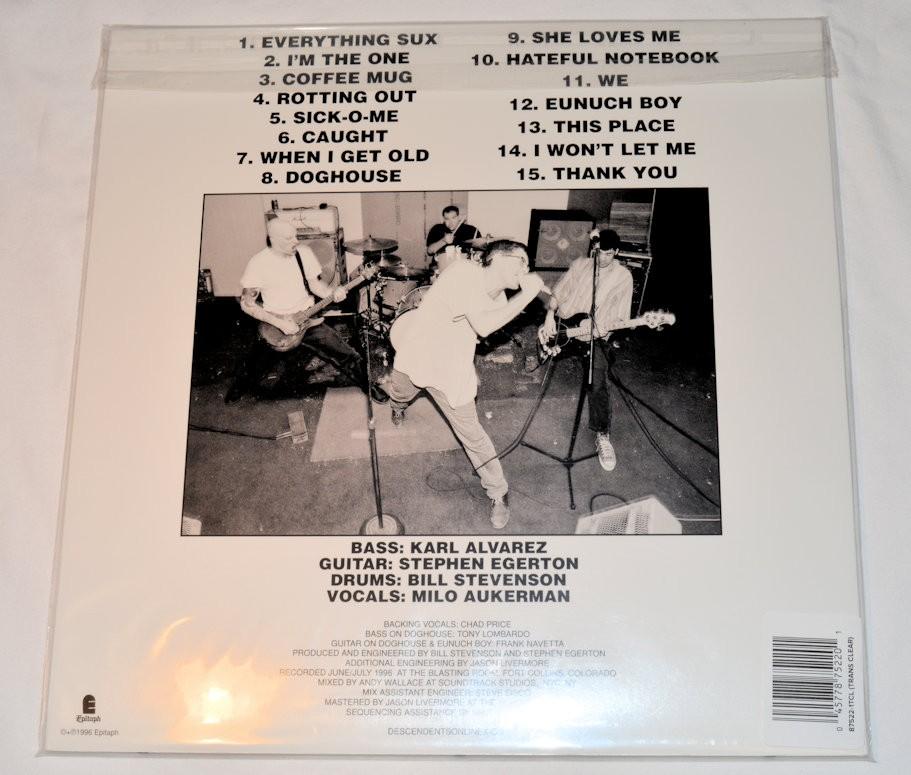 1. EVERYTHING SUX
2. I'M THE ONE
3. COFFEE MUG
4. ROTTING OUT
5. SICK-O-ME
6. CAUGHT
7. WHEN I GET OLD
8. DOGHOUSE
9. SHE LOVES ME
10. HATEFUL NOTEBOOK
11. WE
12. EUNUCH BOY
13. THIS PLACE
14. I WON'T LET ME
15. THANK YOU
BASS: KARL ALVAREZ
GUITAR: STEPHEN EGERTON
DRUMS: BILL STEVENSON
VOCALS: MILO AUKERMAN
BACKING VOCALS: CHAD PRICE
BASS ON DOGHOUSE: TONY LOMBARDO
GUITAR ON DOGHOUSE & EUNUCH BOY: FRANK NAVETTA
PRODUCED AND ENGINEERED BY BILL STEVENSON AND STEPHEN EGERTON
ADDITIONAL ENGINEERING BY JASON LIVERMORE
RECORDED JUNE/JULY 1996 AT THE BLASTING ROOM, FORT COLLINS, COLORADO
MIXED BY ANDY WALLACE AT SOUNDTRACK STUDIOS, NYC, NY
MIX ASSISTANT ENGINEER: STEVE SISCO
MASTERED BY JASON LIVERMORE AT THE
SEQUENCING ASSISTANCE
DESCENDENTSONLINE.C
Epitaph
©+℗1996 Epitaph
0 45778 75220 1
87522-1TCL (TRANS CLEAR)